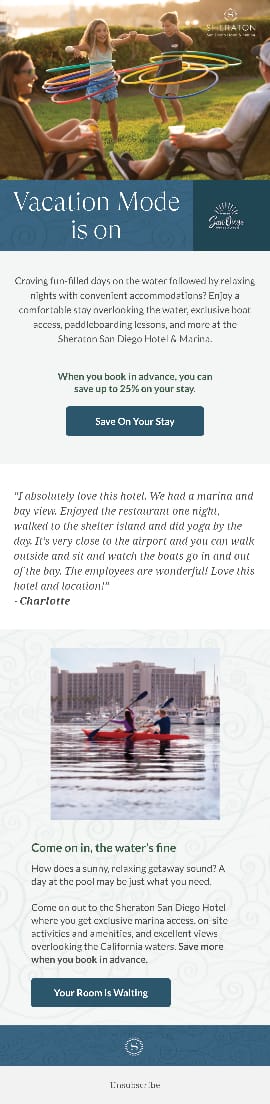 SHERATON
San Diego Hotel & Marina
Vacation Mode
is on
San Diego
Craving fun-filled days on the water followed by relaxing
nights with convenient accommodations? Enjoy a
comfortable stay overlooking the water, exclusive boat
access, paddleboarding lessons, and more at the
Sheraton San Diego Hotel & Marina.
When you book in advance, you can
save up to 25% on your stay.
Save On Your Stay
"I absolutely love this hotel. We had a marina and
bay view. Enjoyed the restaurant one night,
walked to the shelter island and did yoga by the
day. It's very close to the airport and you can walk
outside and sit and watch the boats go in and out
of the bay. The employees are wonderful! Love this
hotel and location!"
- Charlotte
Come on in, the water's fine
How does a sunny, relaxing getaway sound? A
day at the pool may be just what you need.
Come on out to the Sheraton San Diego Hotel
where you get exclusive marina access, on-site
activities and amenities, and excellent views
overlooking the California waters. Save more
when you book in advance.
Your Room Is Waiting
Unsubscribe